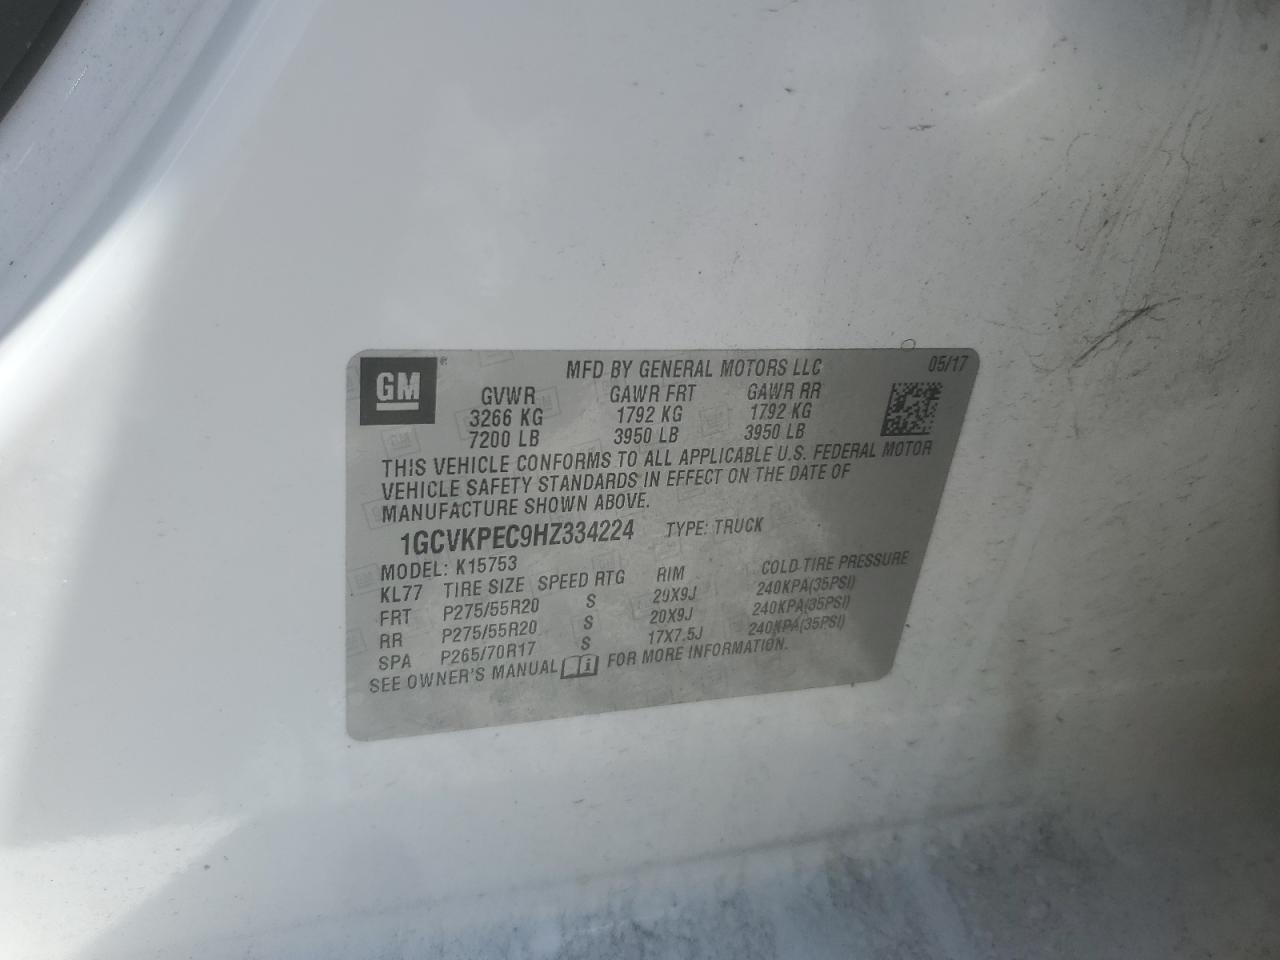 GM
MFD BY GENERAL MOTORS LLC 05/17
GVWR GAWR FRT GAWR RR
3266 KG 1792 KG 1792 KG
7200 LB 3950 LB 3950 LB
THIS VEHICLE CONFORMS TO ALL APPLICABLE U.S. FEDERAL MOTOR
VEHICLE SAFETY STANDARDS IN EFFECT ON THE DATE OF
MANUFACTURE SHOWN ABOVE.
1GCVKPEC9HZ334224 TYPE: TRUCK
MODEL: K15753
KL77 TIRE SIZE SPEED RTG RIM COLD TIRE PRESSURE
FRT P275/55R20 S 20X9J 240KPA(35PSI)
RR P275/55R20 S 20X9J 240KPA(35PSI)
SPA P265/70R17 S 17X7.5J 240KPA(35PSI)
SEE OWNER'S MANUAL FOR MORE INFORMATION.